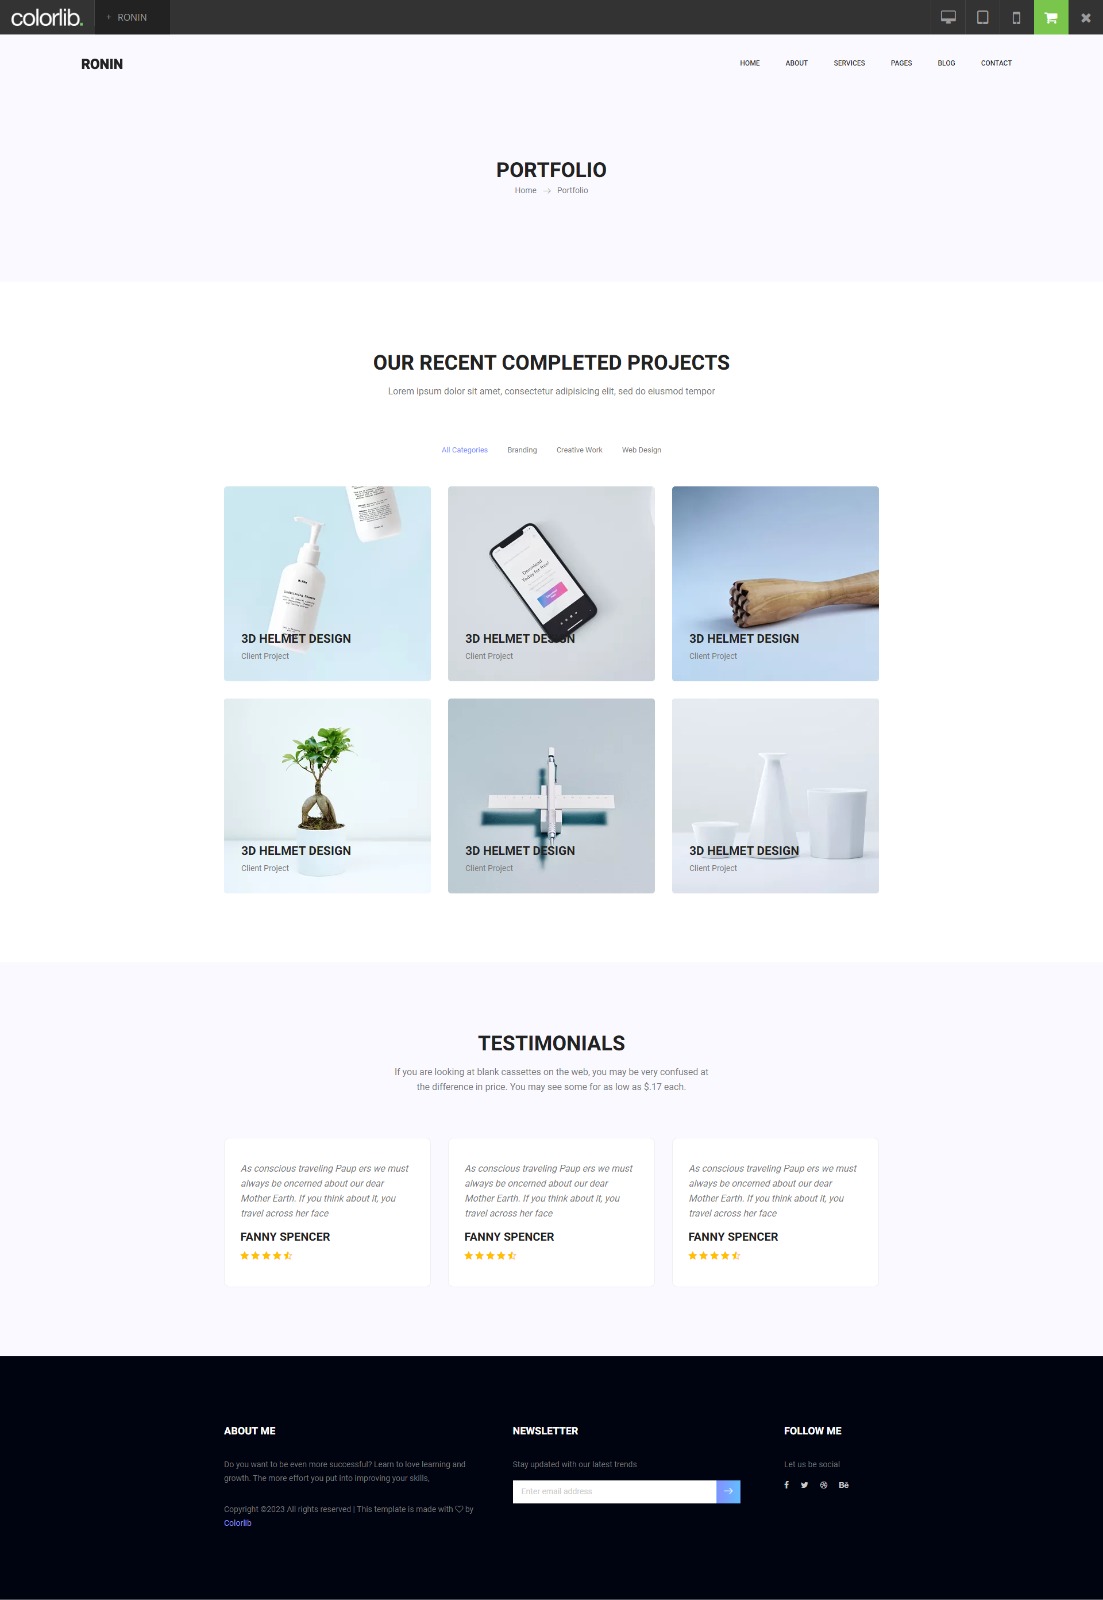 colorlib.
+ RONIN
RONIN
HOME ABOUT SERVICES PAGES BLOG CONTACT
PORTFOLIO
Home → Portfolio
OUR RECENT COMPLETED PROJECTS
Lorem ipsum dolor sit amet, consectetur adipisicing elit, sed do eiusmod tempor
All Categories Branding Creative Work Web Design
Download
Today for free!
3D HELMET DESIGN
Client Project
3D HELMET DESIGN
Client Project
3D HELMET DESIGN
Client Project
3D HELMET DESIGN
Client Project
3D HELMET DESIGN
Client Project
3D HELMET DESIGN
Client Project
TESTIMONIALS
If you are looking at blank cassettes on the web, you may be very confused at
the difference in price. You may see some for as low as $.17 each.
As conscious traveling Paup ers we must
always be oncerned about our dear
Mother Earth. If you think about it, you
travel across her face
FANNY SPENCER
As conscious traveling Paup ers we must
always be oncerned about our dear
Mother Earth. If you think about it, you
travel across her face
FANNY SPENCER
As conscious traveling Paup ers we must
always be oncerned about our dear
Mother Earth. If you think about it, you
travel across her face
FANNY SPENCER
ABOUT ME
Do you want to be even more successful? Learn to love learning and
growth. The more effort you put into improving your skills,
Copyright ©2023 All rights reserved | This template is made with ♡ by
Colorlib
NEWSLETTER
Stay updated with our latest trends
Enter email address
FOLLOW ME
Let us be social